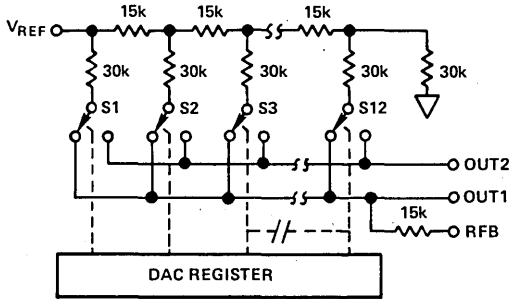 15k 15k 15k
VREF
30k 30k 30k 30k 30k
S1 S2 S3 S12
OUT2
OUT1
15k
RFB
DAC REGISTER